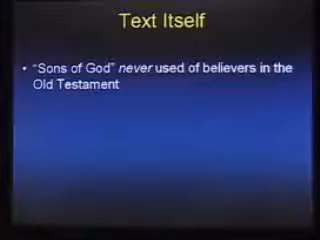 Text Itself
• "Sons of God" never used of believers in the
Old Testament